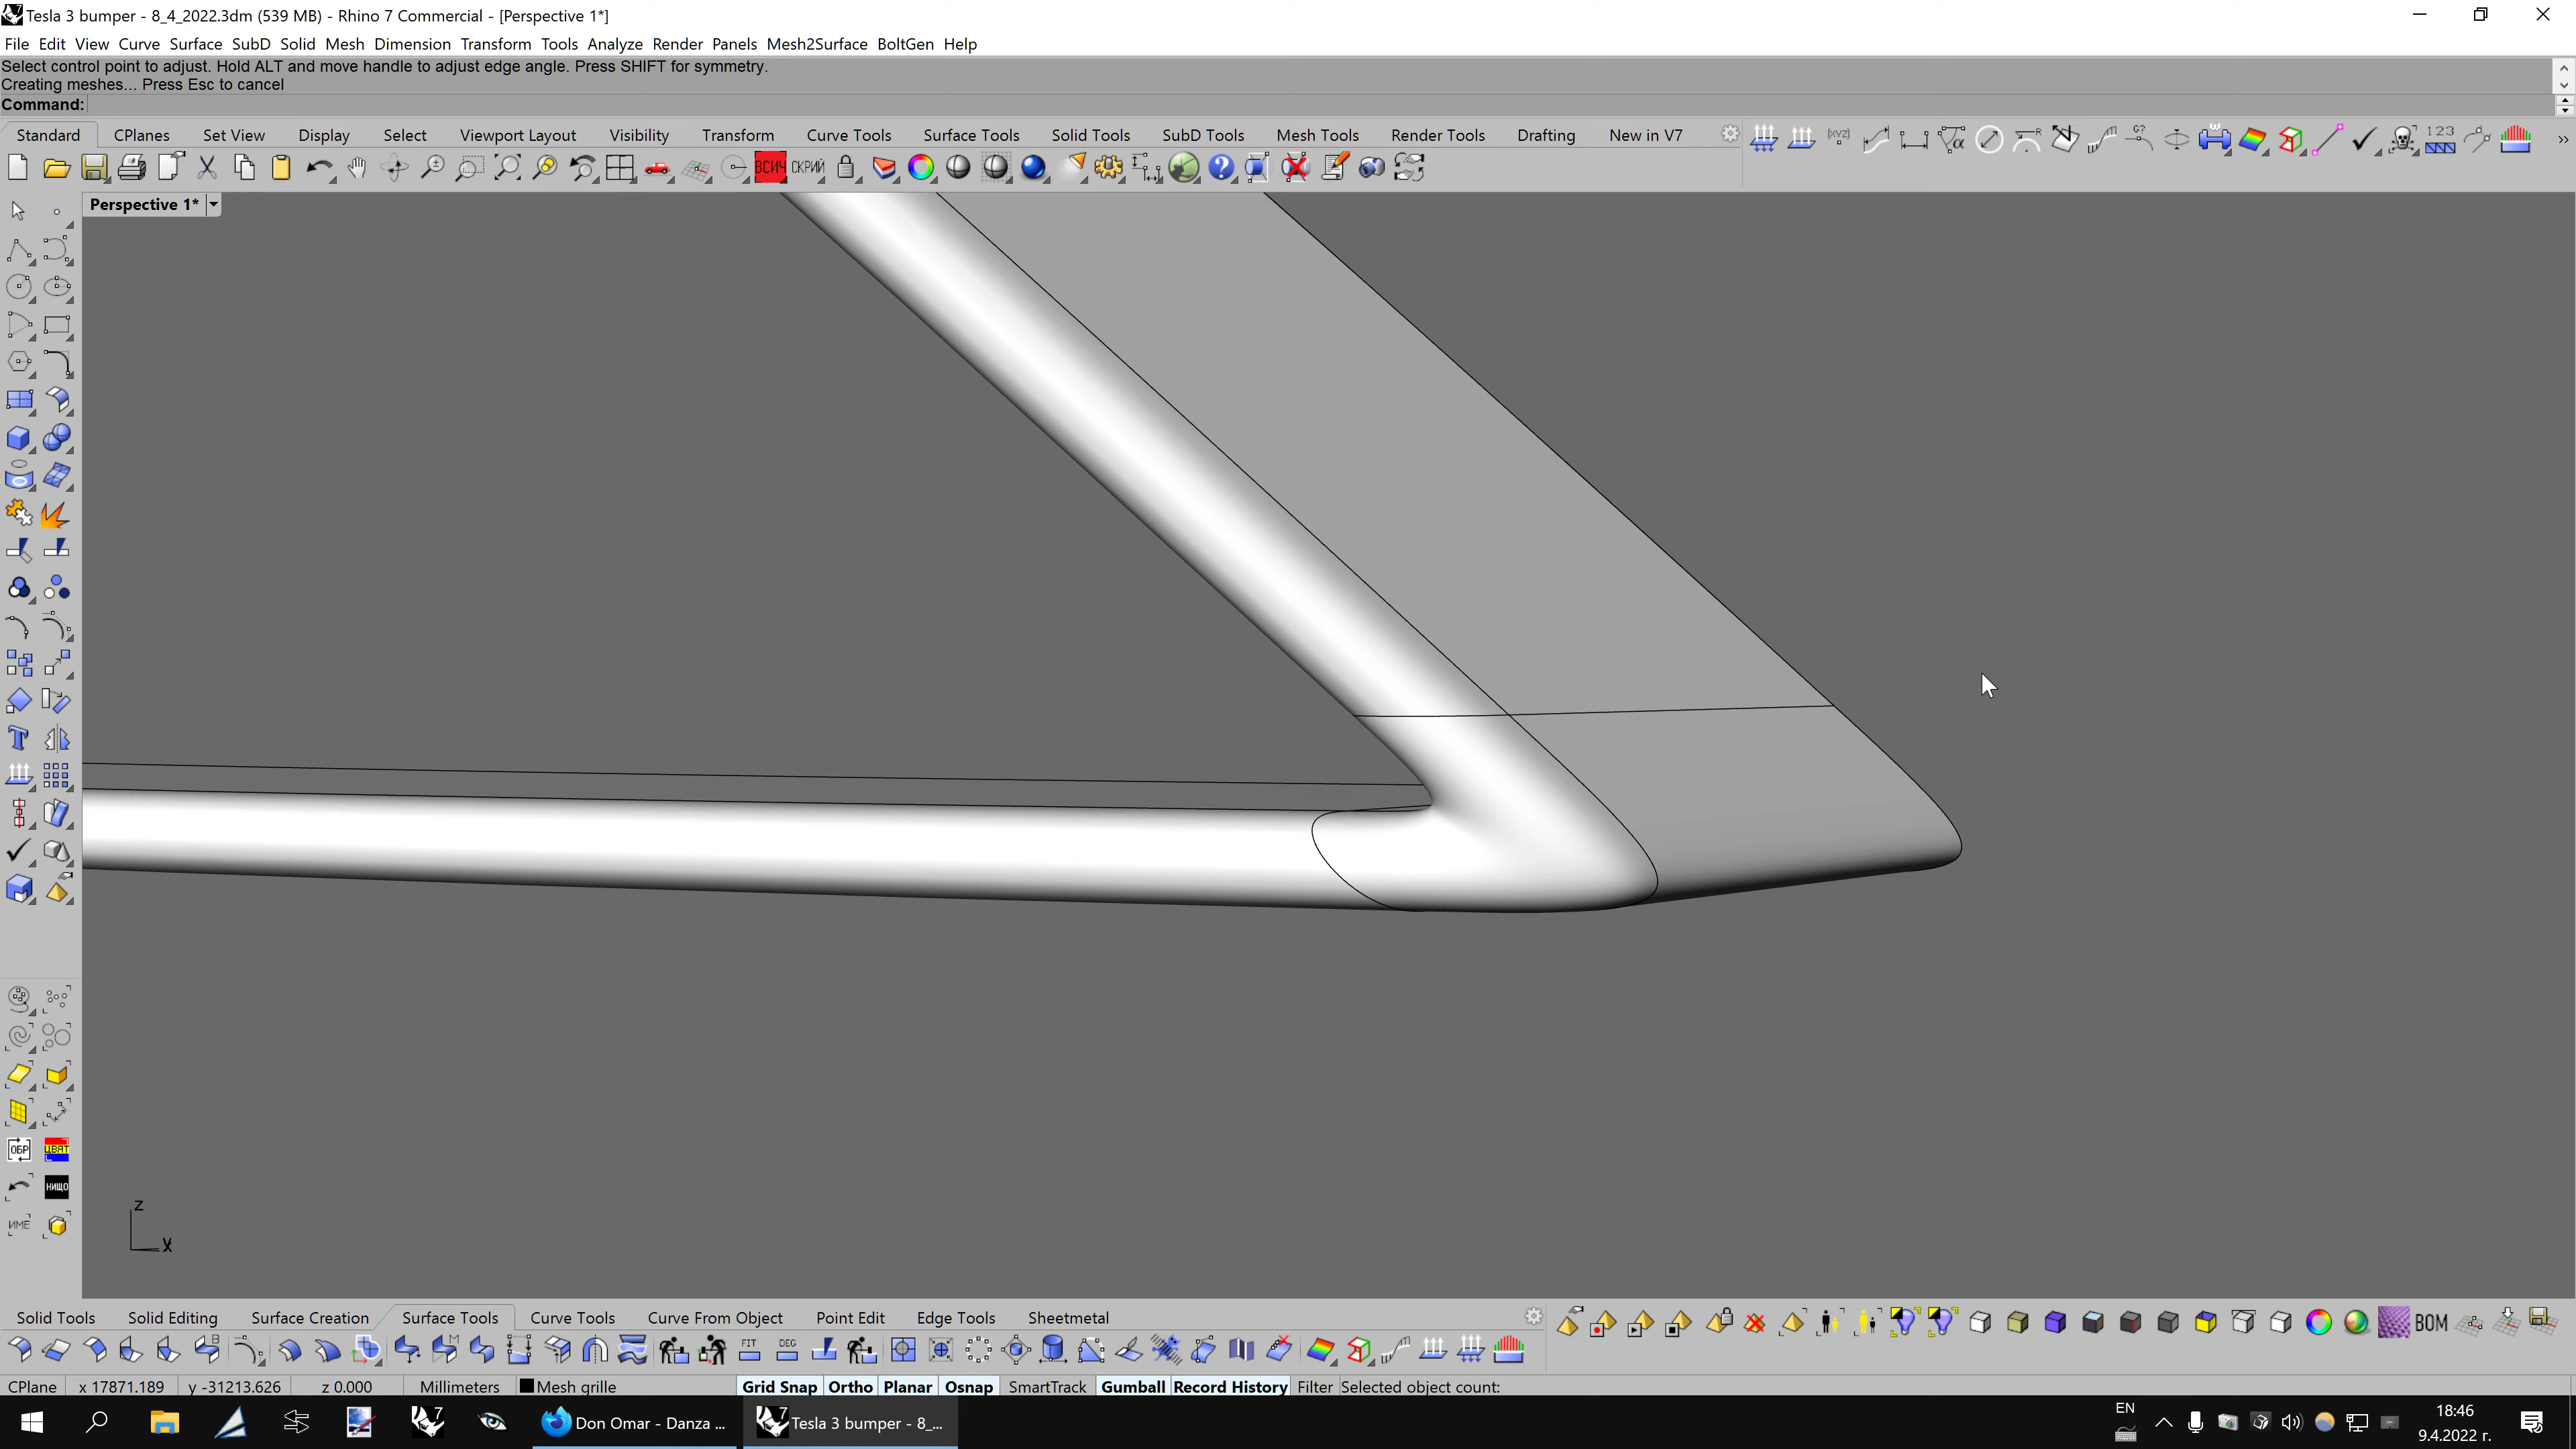 Tesla 3 bumper - 8_4_2022.3dm (539 MB) - Rhino 7 Commercial - [Perspective 1*]
File Edit View Curve Surface SubD Solid Mesh Dimension Transform Tools Analyze Render Panels Mesh2Surface BoltGen Help
Select control point to adjust. Hold ALT and move handle to adjust edge angle. Press SHIFT for symmetry.
Creating meshes... Press Esc to cancel
Command:
Standard CPlanes Set View Display Select Viewport Layout Visibility Transform Curve Tools Surface Tools Solid Tools SubD Tools Mesh Tools Render Tools Drafting New in V7
ВСИЧ СКРИЙ
Perspective 1*
ОБР ЦВЯТ
НИЩО
ИМЕ
z
x
y
Solid Tools Solid Editing Surface Creation Surface Tools Curve Tools Curve From Object Point Edit Edge Tools Sheetmetal
BOM
FIT DEG
CPlane x 17871.189 y -31213.626 z 0.000 Millimeters Mesh grille Grid Snap Ortho Planar Osnap SmartTrack Gumball Record History Filter Selected object count:
Don Omar - Danza ... Tesla 3 bumper - 8_... EN 18:46
9.4.2022 г.